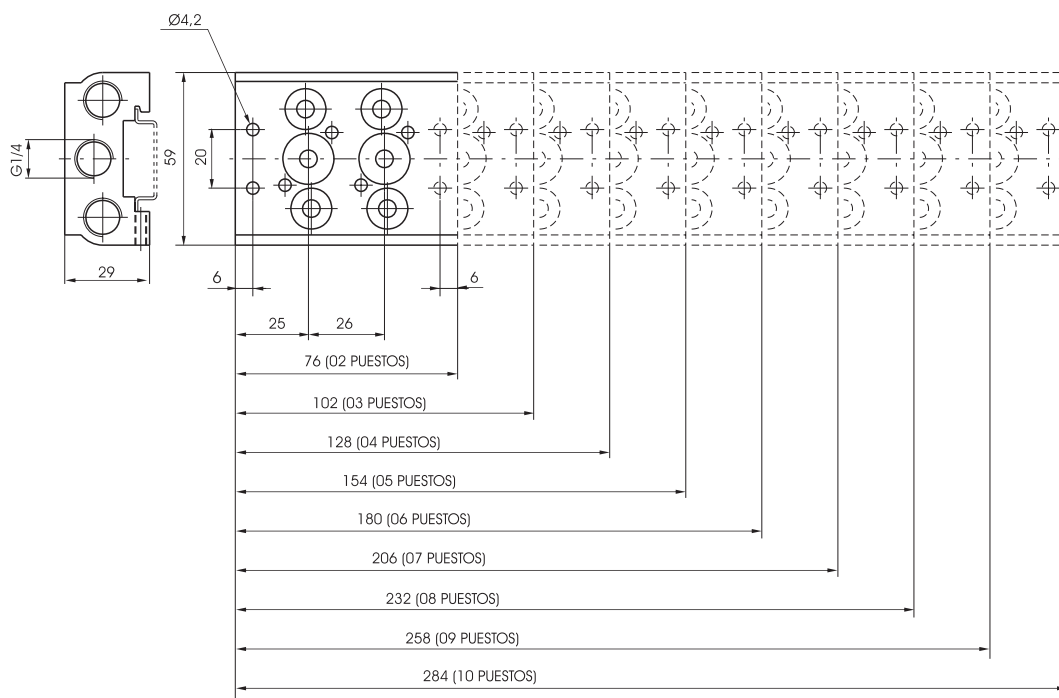 Ø4,2
G1/4
59
20
29
6
6
25
26
76 (02 PUESTOS)
102 (03 PUESTOS)
128 (04 PUESTOS)
154 (05 PUESTOS)
180 (06 PUESTOS)
206 (07 PUESTOS)
232 (08 PUESTOS)
258 (09 PUESTOS)
284 (10 PUESTOS)